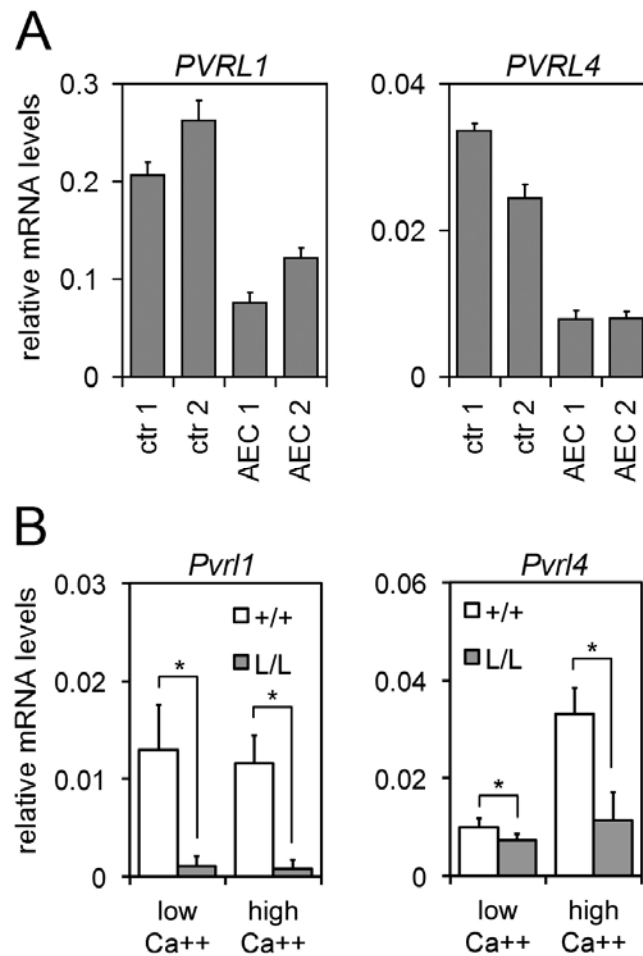 A
PVRL1
PVRL4
relative mRNA levels
0.3
0.2
0.1
0
0.04
0.02
0
ctr 1
ctr 2
AEC 1
AEC 2
ctr 1
ctr 2
AEC 1
AEC 2
B
Pvrl1
Pvrl4
relative mRNA levels
0.03
0.02
0.01
0
+/+
L/L
*
*
low
Ca++
high
Ca++
0.06
0.04
0.02
0
+/+
L/L
*
*
low
Ca++
high
Ca++